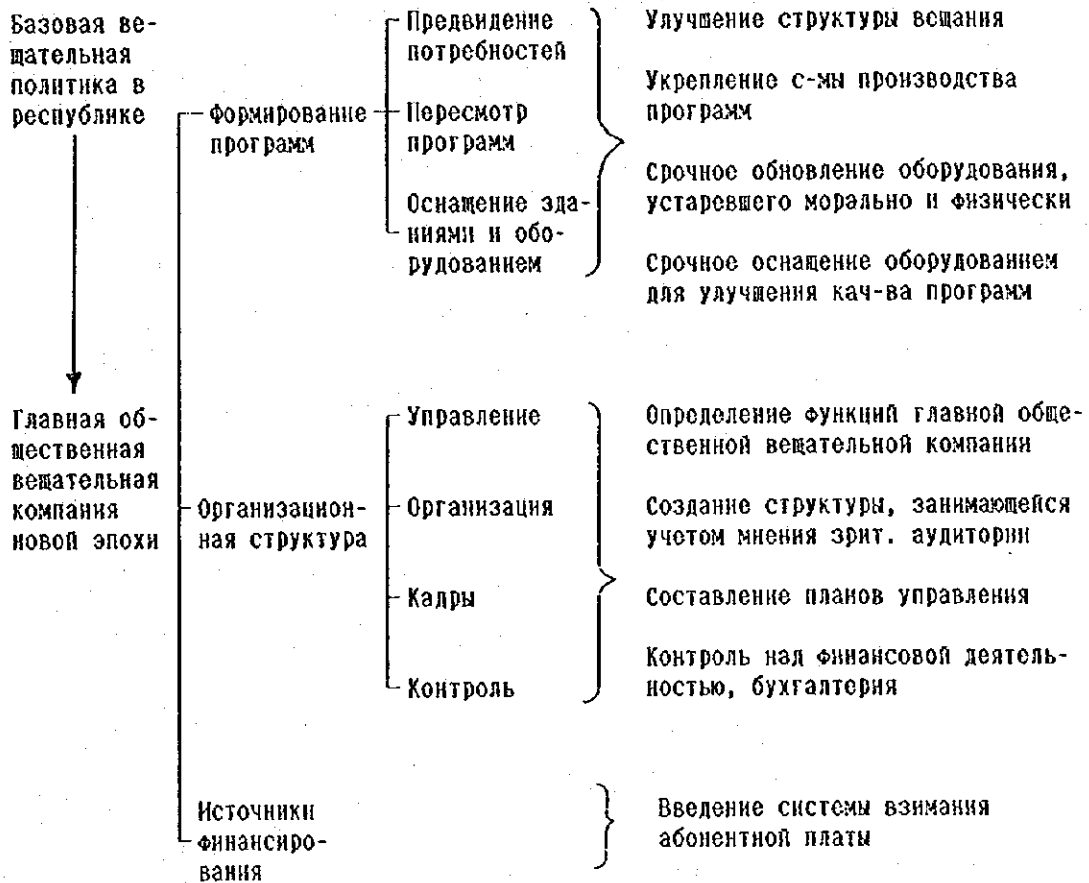 Базовая ве-
щательная
политика в
республике
Главная об-
щественная
вещательная
компания
новой эпохи
Формирование
программ
Предвидение
потребностей
Пересмотр
программ
Оснащение зда-
ниями и обо-
рудованием
Улучшение структуры вещания
Укрепление с-мы производства
программ
Срочное обновление оборудования,
устаревшего морально и физически
Срочное оснащение оборудованием
для улучшения кач-ва программ
Организацион-
ная структура
Управление
Организация
Кадры
Контроль
Определение функций главной обще-
ственной вещательной компании
Создание структуры, занимающейся
учетом мнения зрит. аудитории
Составление планов управления
Контроль над финансовой деятель-
ностью, бухгалтерия
Источники
финансиро-
вания
Введение системы взимания
абонентной платы